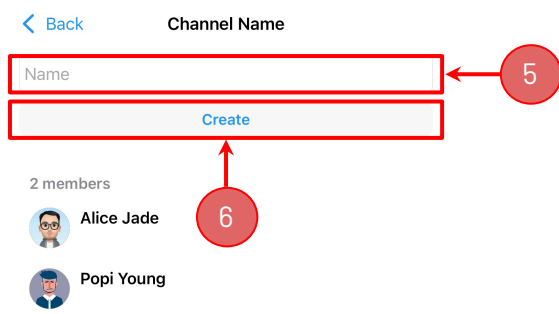 Back
Channel Name
Name
5
Create
2 members
6
Alice Jade
Popi Young